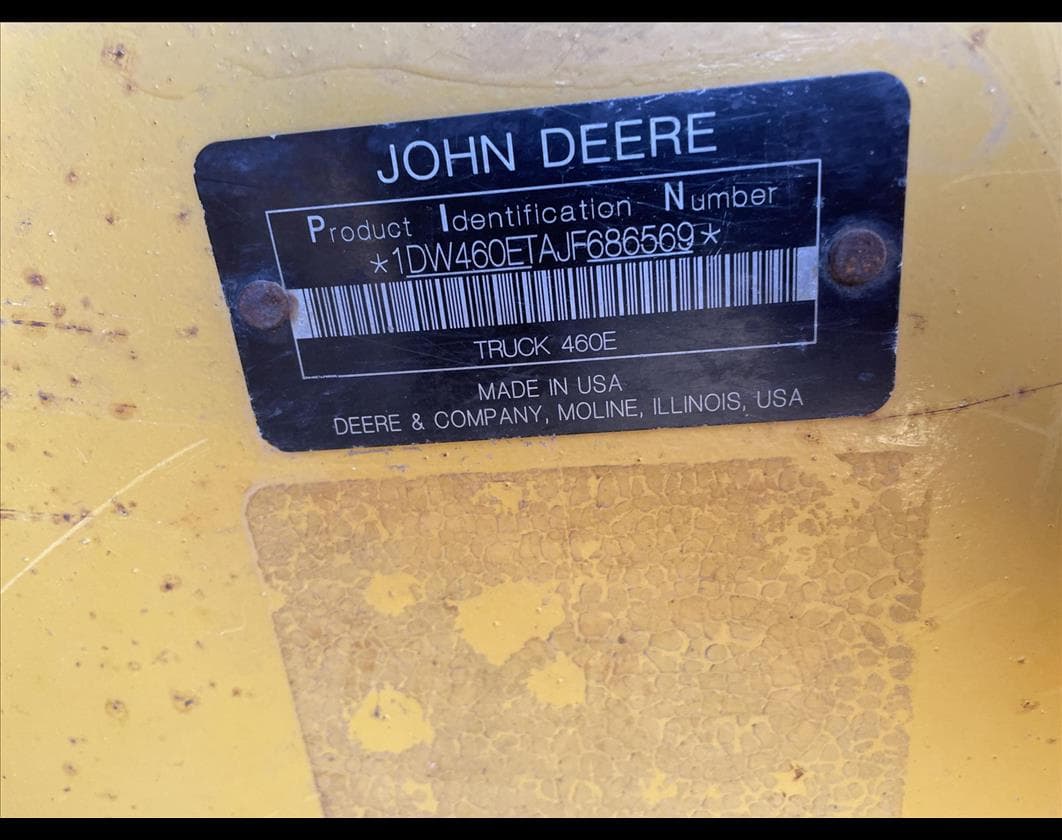 JOHN DEERE
Product Identification Number
*1DW460ETAJF686569*
TRUCK 460E
MADE IN USA
DEERE & COMPANY, MOLINE, ILLINOIS, USA